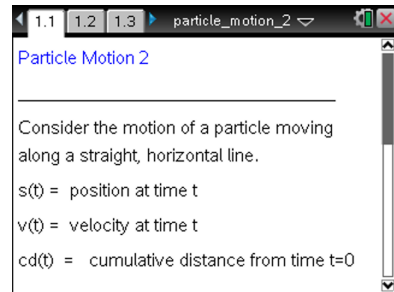 1.1 1.2 1.3 particle_motion_2
Particle Motion 2
Consider the motion of a particle moving
along a straight, horizontal line.
s(t) = position at time t
v(t) = velocity at time t
cd(t) = cumulative distance from time t=0